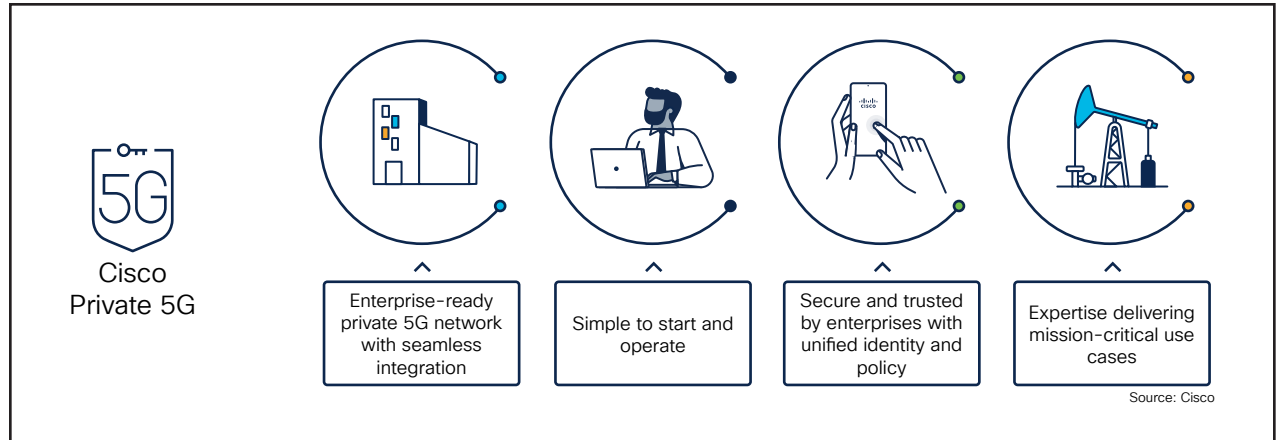 5G
Cisco
Private 5G
CISCO
Enterprise-ready
private 5G network
with seamless
integration
Simple to start and
operate
Secure and trusted
by enterprises with
unified identity and
policy
Expertise delivering
mission-critical use
cases
Source: Cisco